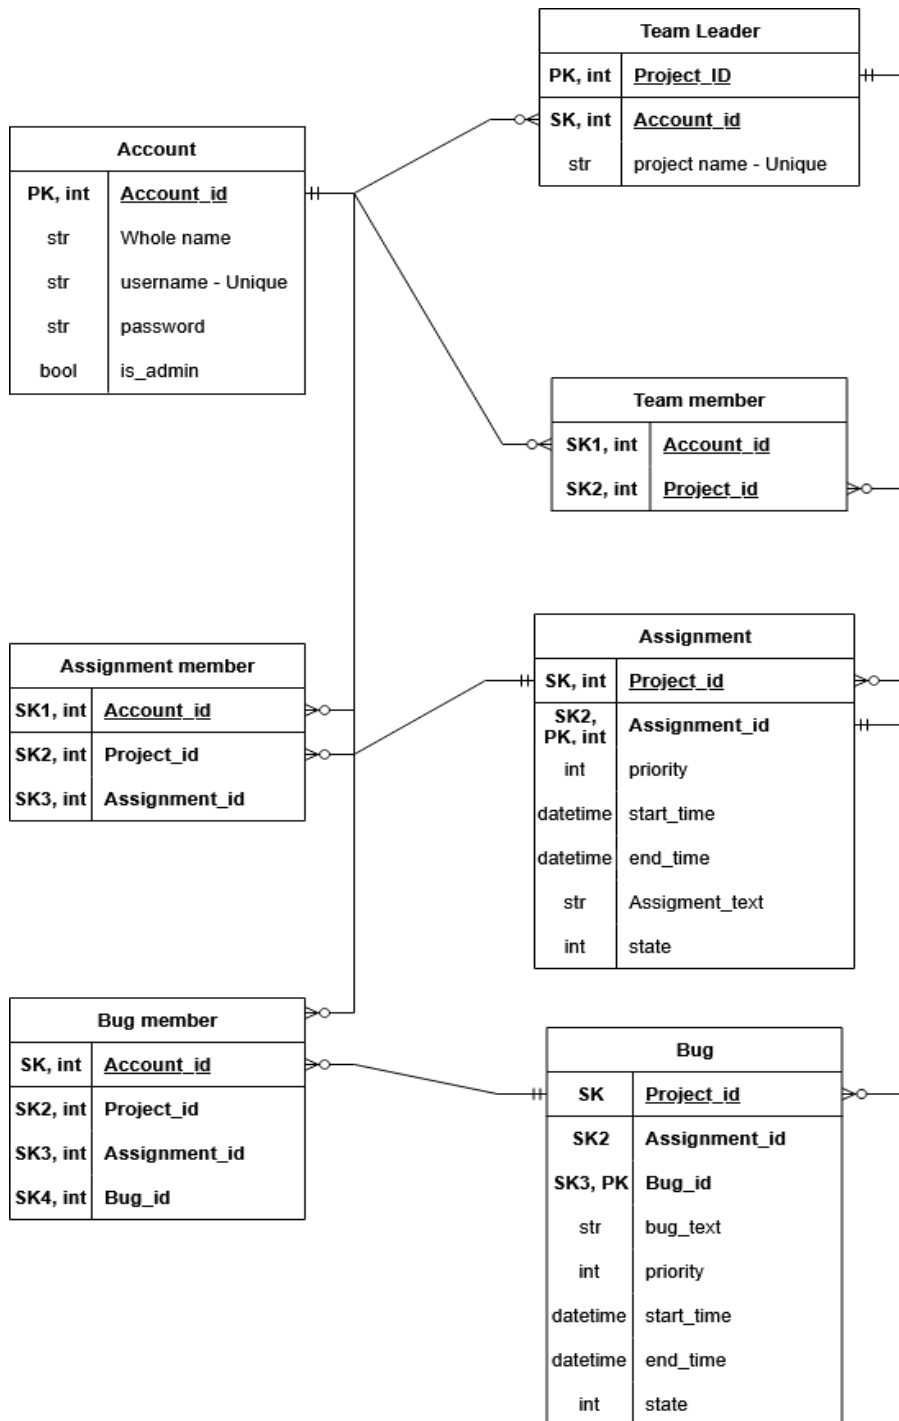 Team Leader
PK, int Project_ID
SK, int Account_id
str project name - Unique
Account
PK, int Account_id
str Whole name
str username - Unique
str password
bool is_admin
Team member
SK1, int Account_id
SK2, int Project_id
Assignment member
SK1, int Account_id
SK2, int Project_id
SK3, int Assignment_id
Assignment
SK, int Project_id
SK2,
PK, int Assignment_id
int priority
datetime start_time
datetime end_time
str Assigment_text
int state
Bug member
SK, int Account_id
SK2, int Project_id
SK3, int Assignment_id
SK4, int Bug_id
Bug
SK Project_id
SK2 Assignment_id
SK3, PK Bug_id
str bug_text
int priority
datetime start_time
datetime end_time
int state